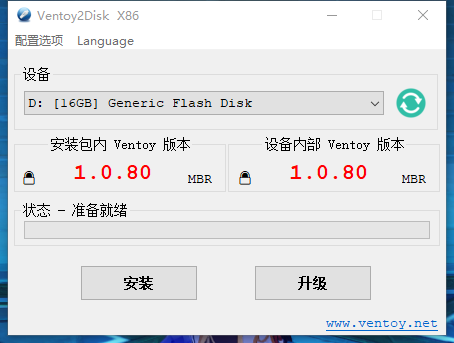 Ventoy2Disk X86
配置选项 Language
设备
D: [16GB] Generic Flash Disk
安装包内 Ventoy 版本 设备内部 Ventoy 版本
1.0.80 MBR 1.0.80 MBR
状态 - 准备就绪
安装 升级
www.ventoy.net